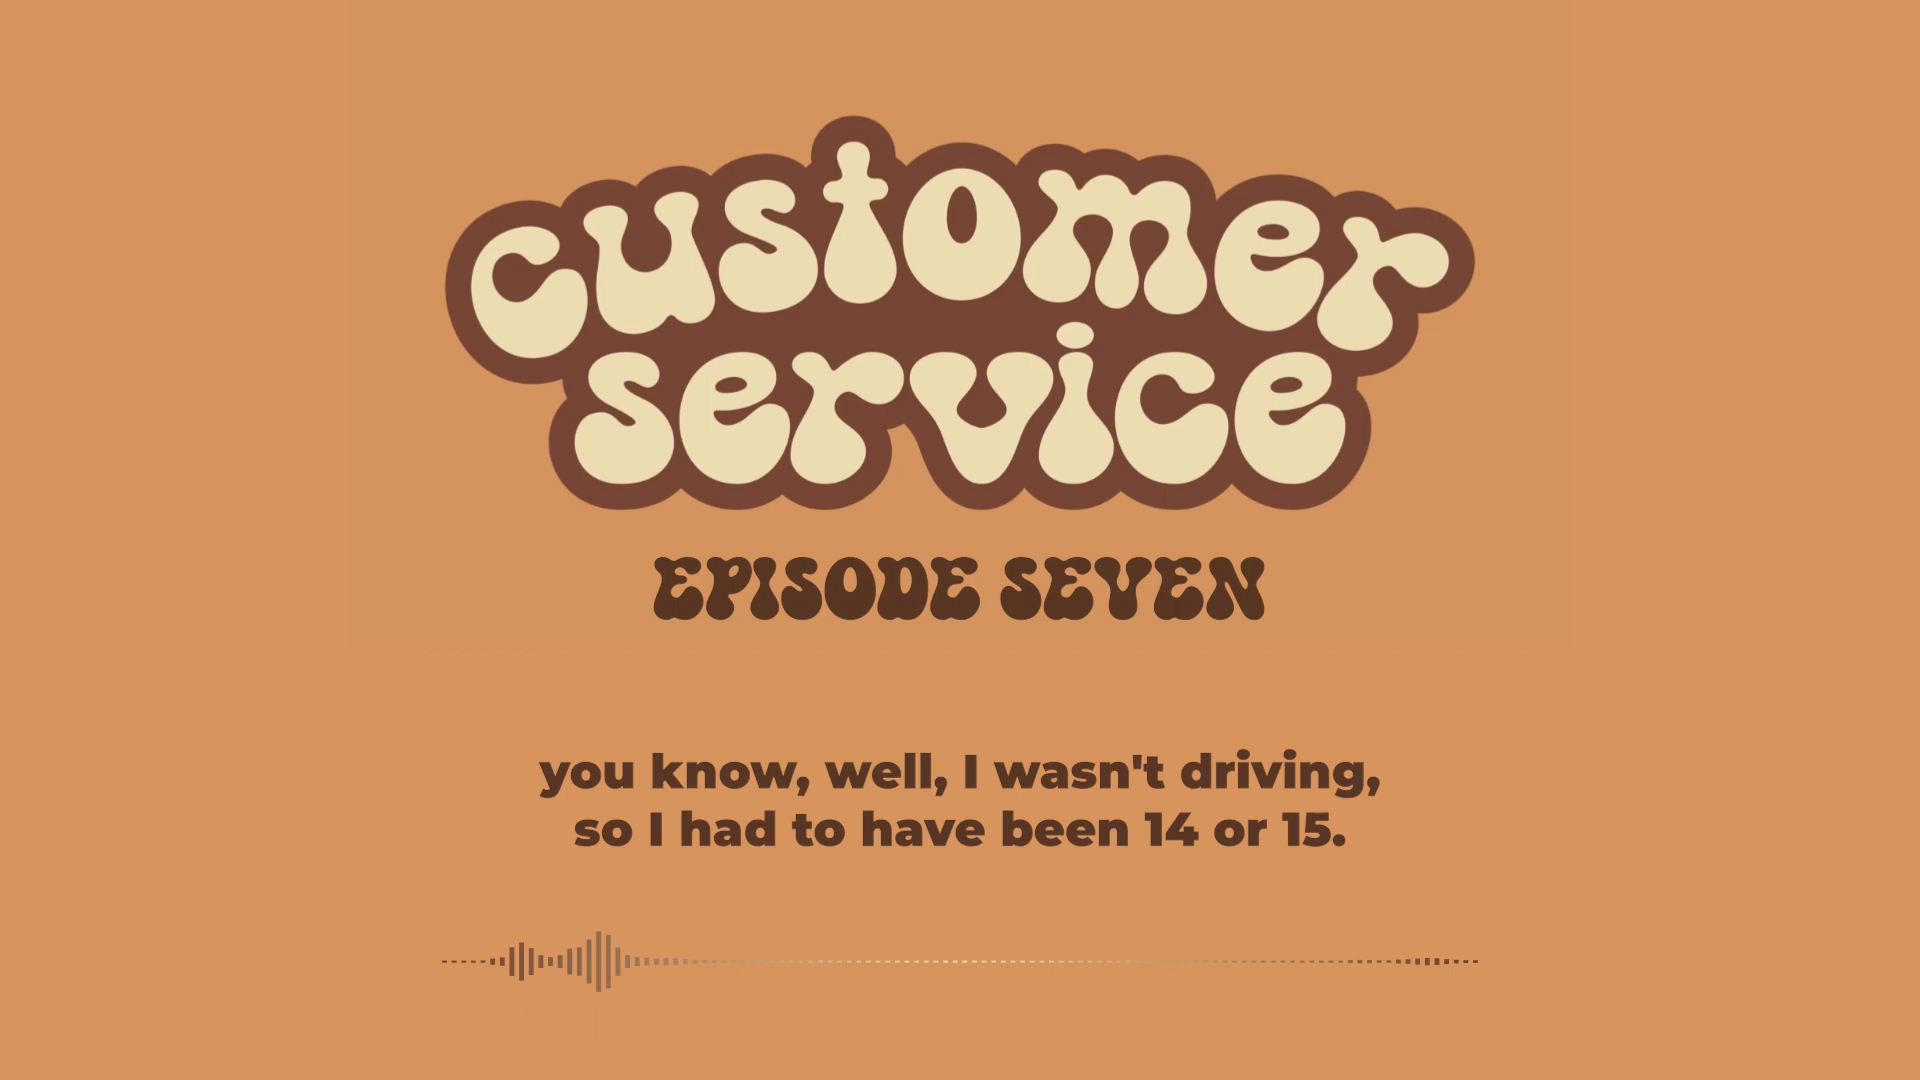 customer
service
EPISODE SEVEN
you know, well, I wasn't driving,
so I had to have been 14 or 15.